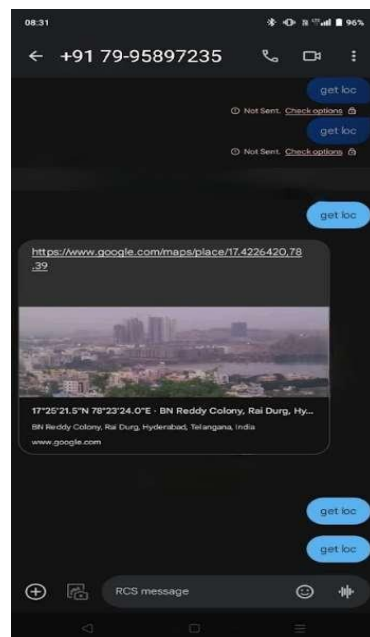 08:31
96%
+91 79-95897235
get loc
Not Sent. Check options
get loc
Not Sent. Check options
get loc
https://www.google.com/maps/place/17.4226420,78
.39
17°25'21.5"N 78°23'24.0"E · BN Reddy Colony, Rai Durg, Hy...
BN Reddy Colony, Rai Durg, Hyderabad, Telangana, India
www.google.com
get loc
get loc
RCS message